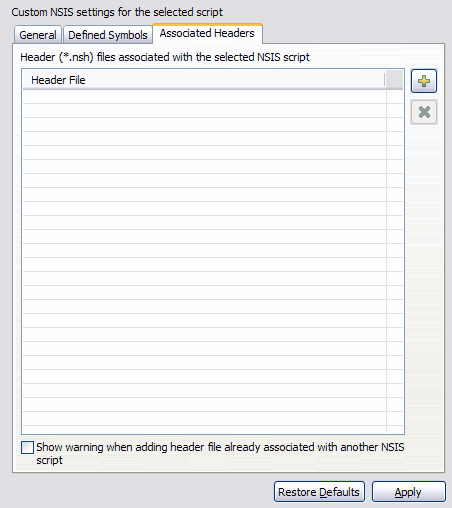 Custom NSIS settings for the selected script
General Defined Symbols Associated Headers
Header (*.nsh) files associated with the selected NSIS script
Header File
Show warning when adding header file already associated with another NSIS
script
Restore Defaults Apply